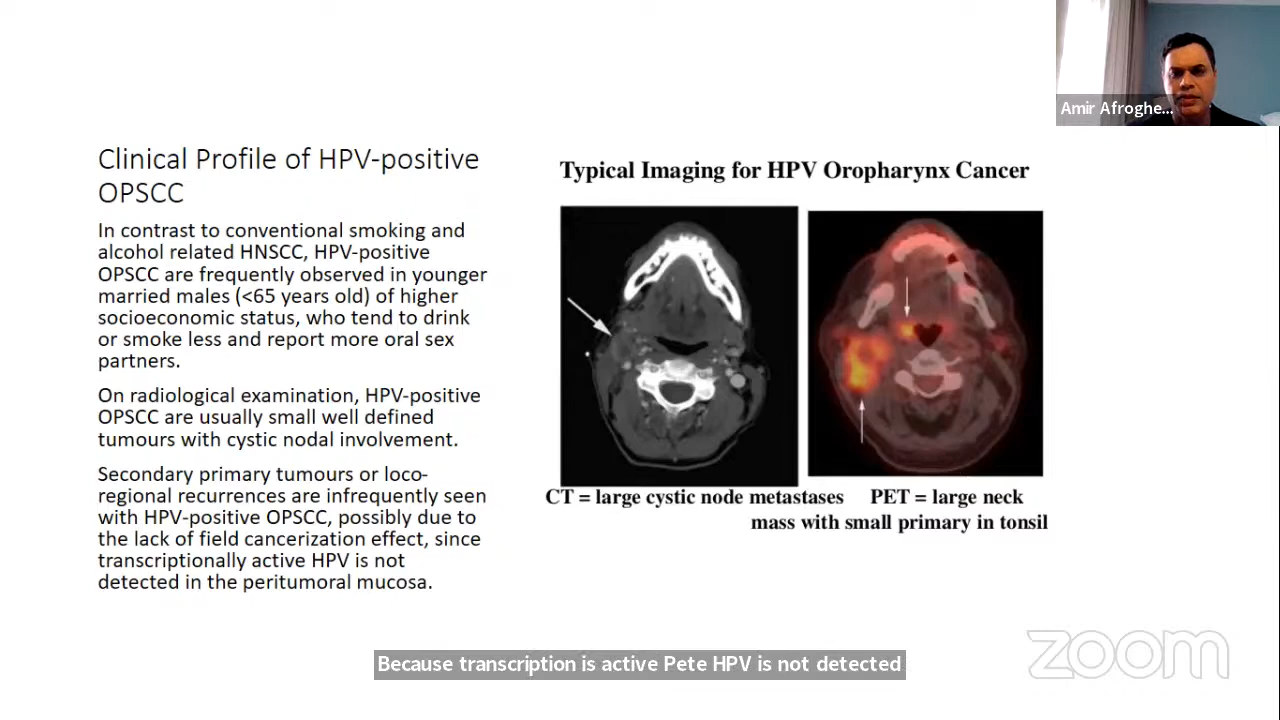 Amir Afroghe...
Clinical Profile of HPV-positive
OPSCC
In contrast to conventional smoking and
alcohol related HNSCC, HPV-positive
OPSCC are frequently observed in younger
married males (<65 years old) of higher
socioeconomic status, who tend to drink
or smoke less and report more oral sex
partners.
On radiological examination, HPV-positive
OPSCC are usually small well defined
tumours with cystic nodal involvement.
Secondary primary tumours or loco-
regional recurrences are infrequently seen
with HPV-positive OPSCC, possibly due to
the lack of field cancerization effect, since
transcriptionally active HPV is not
detected in the peritumoral mucosa.
Typical Imaging for HPV Oropharynx Cancer
CT = large cystic node metastases
PET = large neck
mass with small primary in tonsil
Because transcription is active Pete HPV is not detected
zoom